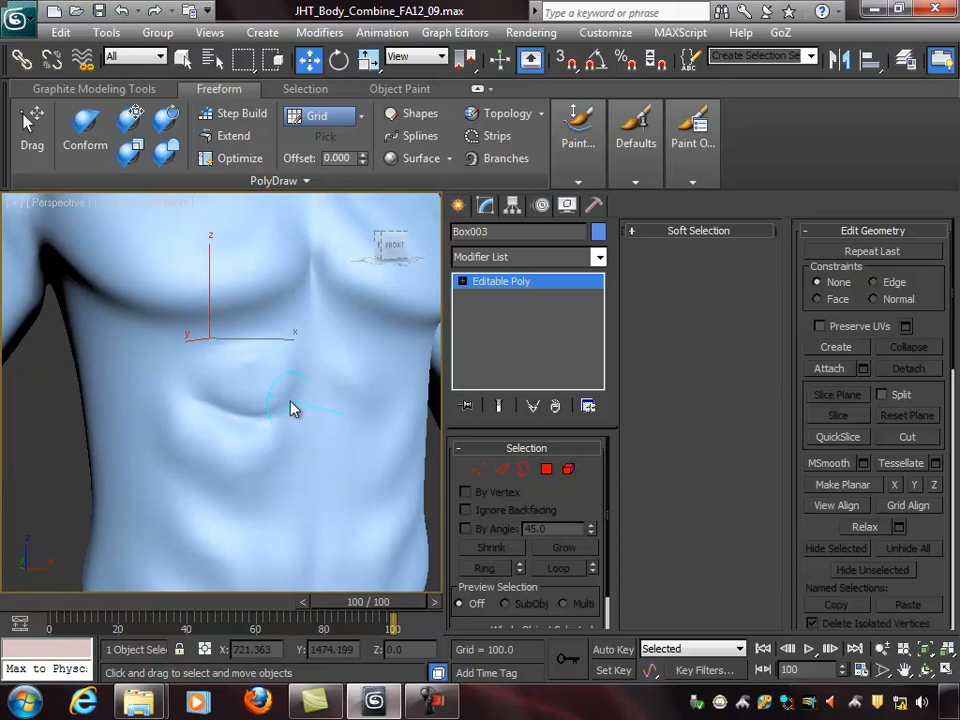 JHT_Body_Combine_FA12_09.max
Type a keyword or phrase
Edit Tools Group Views Create Modifiers Animation Graph Editors Rendering Customize MAXScript Help GoZ
All View Create Selection Se
Graphite Modeling Tools Freeform Selection Object Paint
Drag Conform Step Build Grid Shapes Topology Paint... Defaults Paint O...
Extend Pick Splines Strips
Optimize Offset: 0.000 Surface Branches
PolyDraw
Perspective
FRONT
z
y x
Box003
Modifier List
Editable Poly
Selection
By Vertex
Ignore Backfacing
By Angle: 45.0
Shrink Grow
Ring Loop
Preview Selection
Off SubObj Multi
Soft Selection
Edit Geometry
Repeat Last
Constraints
None Edge
Face Normal
Preserve UVs
Create Collapse
Attach Detach
Slice Plane Split
Slice Reset Plane
QuickSlice Cut
MSmooth Tessellate
Make Planar X Y Z
View Align Grid Align
Relax
Hide Selected Unhide All
Hide Unselected
Named Selections:
Copy Paste
Delete Isolated Vertices
z
x
< 100 / 100 >
0 20 40 60 80 100
Max to Physc
1 Object Sele X: 721.363 Y: 1474.199 Z: 0.0 Grid = 100.0 Auto Key Selected
Click and drag to select and move objects Add Time Tag Set Key Key Filters... 100